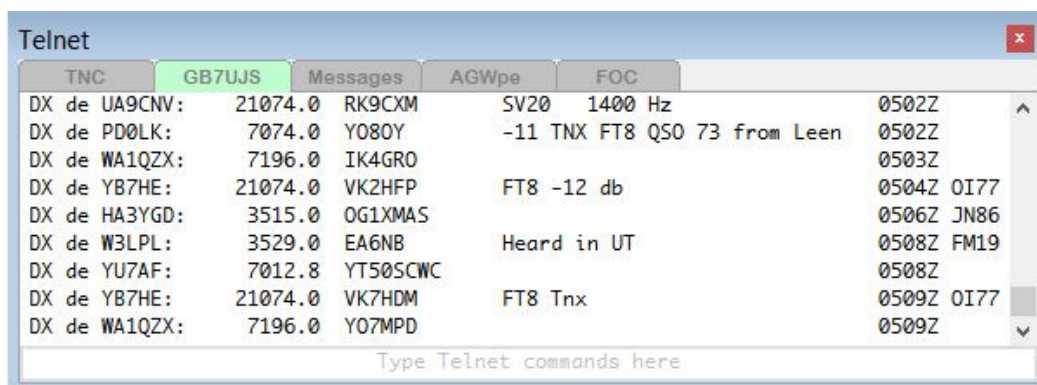 Telnet
TNC GB7UJS Messages AGWpe FOC
DX de UA9CNV: 21074.0 RK9CXM SV20 1400 Hz 0502Z
DX de PD0LK: 7074.0 YO8OY -11 TNX FT8 QSO 73 from Leen 0502Z
DX de WA1QZX: 7196.0 IK4GRO 0503Z
DX de YB7HE: 21074.0 VK2HFP FT8 -12 db 0504Z OI77
DX de HA3YGD: 3515.0 OG1XMAS 0506Z JN86
DX de W3LPL: 3529.0 EA6NB Heard in UT 0508Z FM19
DX de YU7AF: 7012.8 YT50SCWC 0508Z
DX de YB7HE: 21074.0 VK7HDM FT8 Tnx 0509Z OI77
DX de WA1QZX: 7196.0 YO7MPD 0509Z
Type Telnet commands here